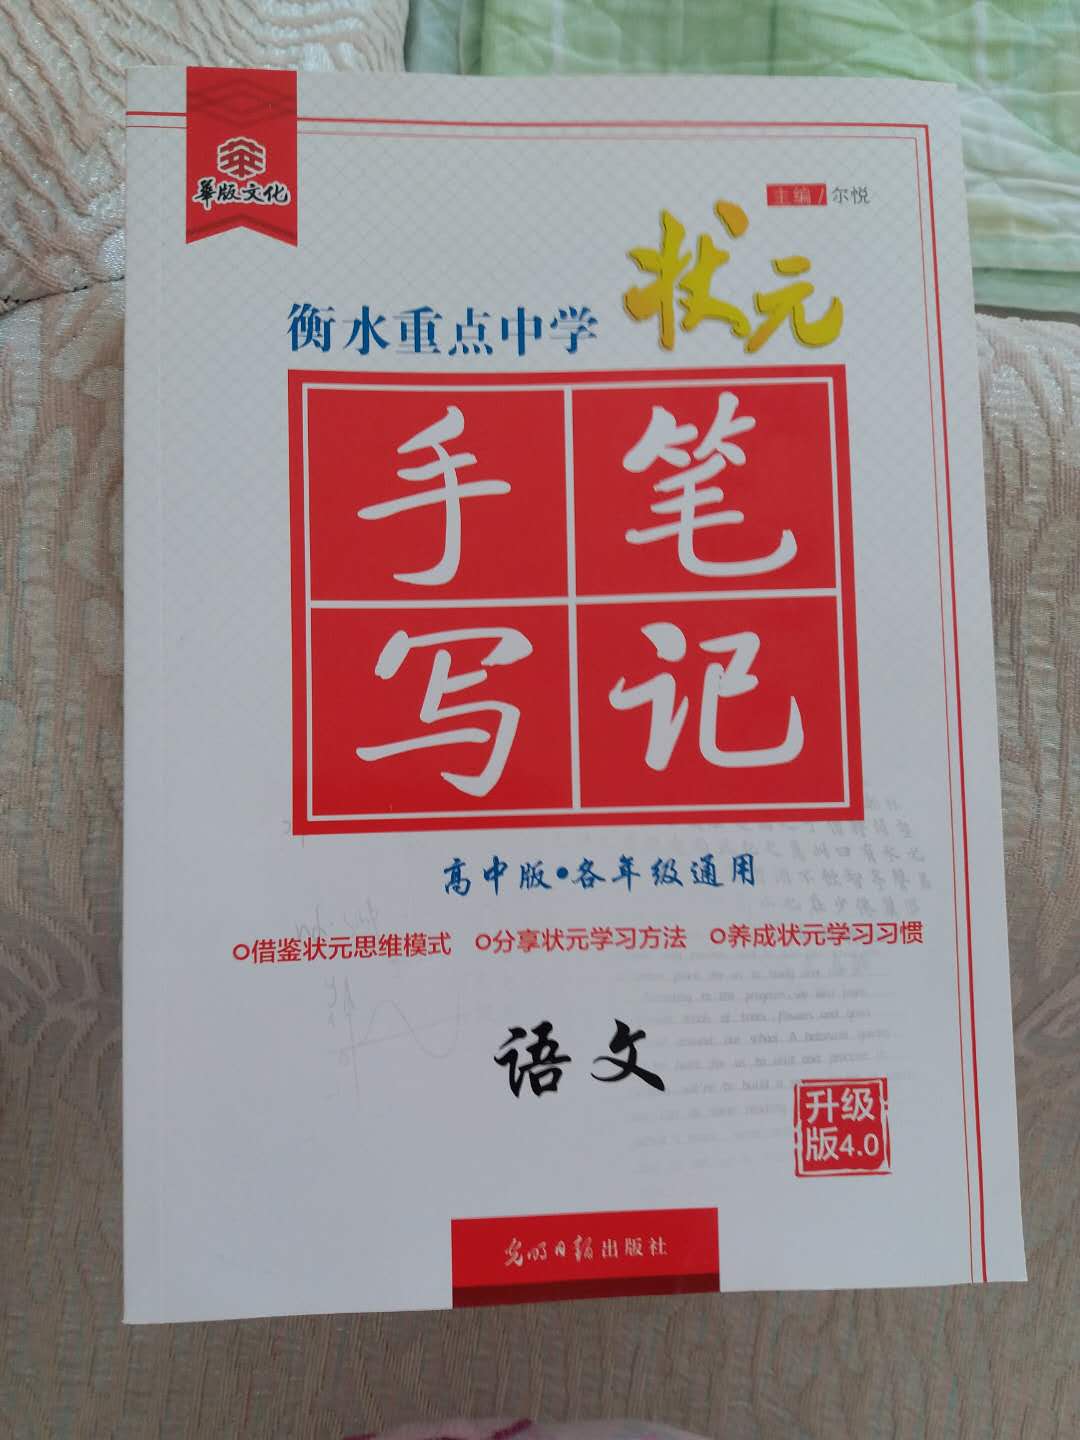 華版文化
主编/尔悦
衡水重点中学状元
手笔
写记
高中版·各年级通用
借鉴状元思维模式 分享状元学习方法 养成状元学习习惯
语文
升级
版4.0
光明日报出版社